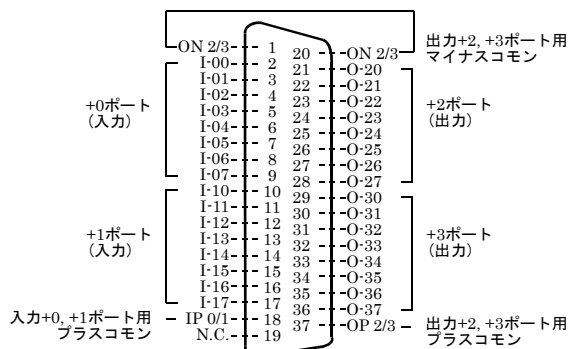 ON 2/3 1 20 ON 2/3 出力+2, +3ポート用
マイナスコモン
I-00 2 21 O-20
I-01 3 22 O-21
I-02 4 23 O-22
I-03 5 24 O-23
I-04 6 25 O-24
I-05 7 26 O-25
I-06 8 27 O-26
I-07 9 28 O-27
+0ポート
(入力)
+2ポート
(出力)
I-10 10 29 O-30
I-11 11 30 O-31
I-12 12 31 O-32
I-13 13 32 O-33
I-14 14 33 O-34
I-15 15 34 O-35
I-16 16 35 O-36
I-17 17 36 O-37
+1ポート
(入力)
+3ポート
(出力)
入力+0, +1ポート用 IP 0/1 18 37 OP 2/3 出力+2, +3ポート用
プラスコモン N.C. 19 プラスコモン